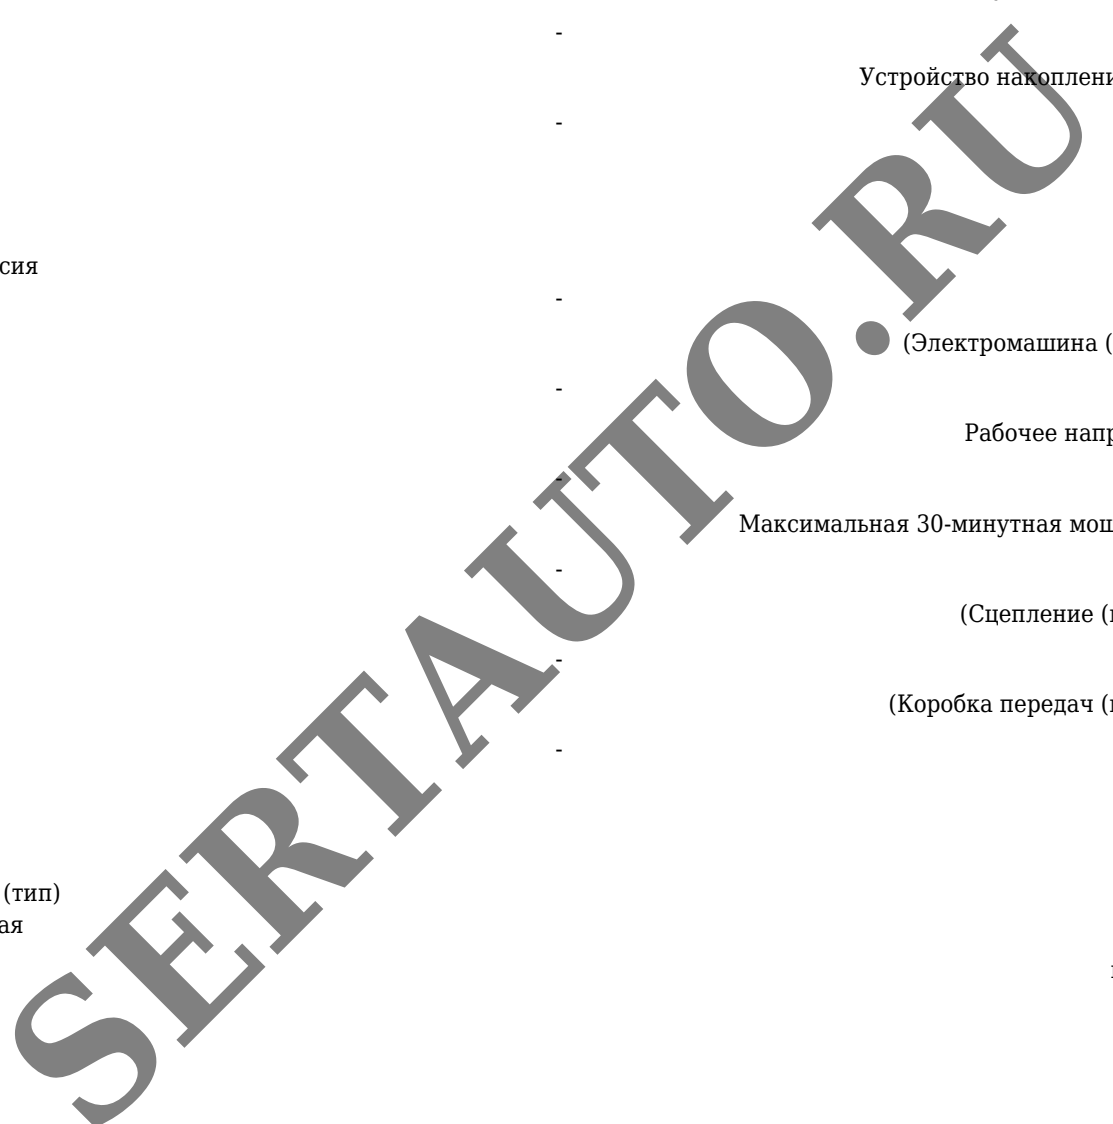 -
Устройство накоплени
-
сия
-
(Электромашина (
-
Рабочее напр
-
Максимальная 30-минутная мощ
-
(Сцепление (
-
(Коробка передач (
-
(тип)
ая
SERTAUTO.RU